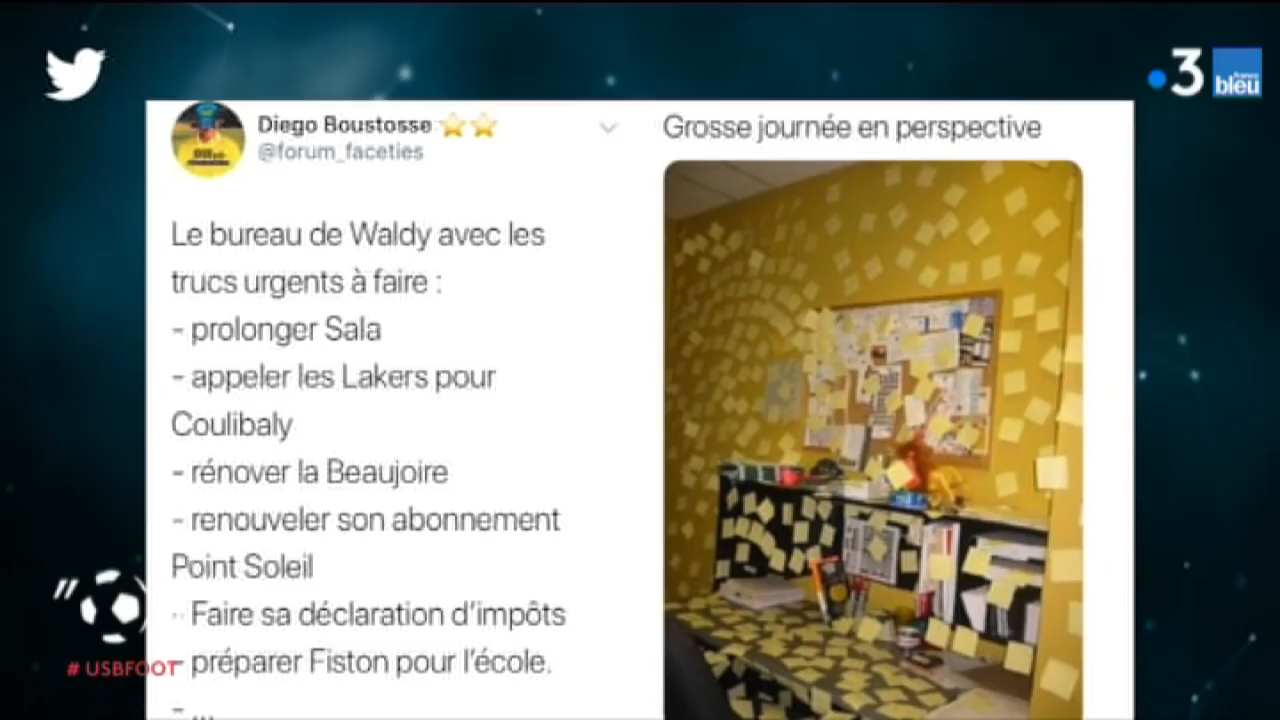 3
france
bleu
Diego Boustosse
@forum_faceties
Le bureau de Waldy avec les
trucs urgents à faire :
- prolonger Sala
- appeler les Lakers pour
Coulibaly
- rénover la Beaujoire
- renouveler son abonnement
Point Soleil
- Faire sa déclaration d'impôts
- préparer Fiston pour l'école.
- ...
Grosse journée en perspective
# USBFOOT